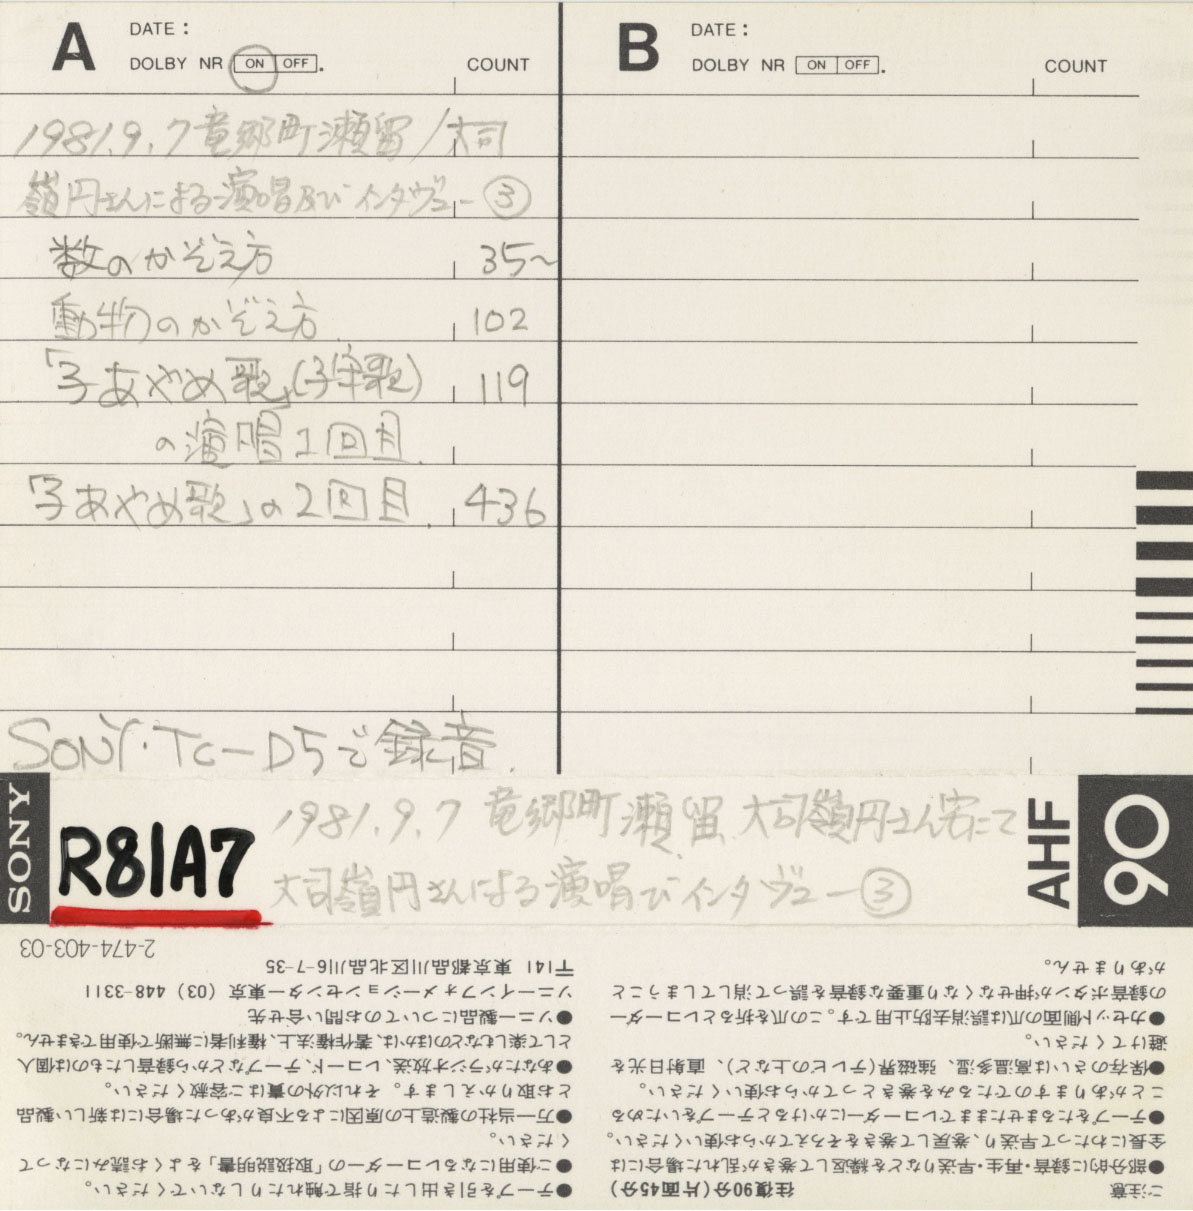 A DATE:
DOLBY NR ON OFF. COUNT
1981.9.7 竜郷町瀬留/大司
嶺円さんによる演唱及びインタヴュー③
数のかぞえ方 35〜
動物のかぞえ方 102
「子あやめ歌」(子守歌) 119
の演唱1回目
「子あやめ歌」の2回目 436
SONY・TC-D5で録音.
B DATE:
DOLBY NR ON OFF. COUNT
SONY
R81A7
1981.9.7 竜郷町瀬留 大司嶺円さん宅にて
大司嶺円さんによる演唱びインタヴュー③
AHF
90
ご注意 往復90分(片面45分)
●部分的に録音・再生・早送りなどを繰返して巻きが乱れた場合には
全長にわたって早送り、巻戻して巻きをそろえてからお使いください。
●テープをたるませたままでレコーダーにかけるとテープをいためる
ことがありますのでたるみを巻きとってからお使いください。
●保存のさいは高温多湿、強磁界(テレビの上など)、直射日光を
避けてください。
●カセット側面の爪は誤消去防止用です。この爪を折るとレコーダー
の録音ボタンが押せなくなり重要な録音を誤って消してしまうこと
がありません。
●テープを引き出したり指で触れたりしないでください。
●ご使用になるレコーダーの「取扱説明書」をよくお読みになって
ください。
●万一当社の製造上の原因による不良があった場合には新しい製品
とお取りかえします。それ以外の責はご容赦ください。
●あなたがラジオ放送、レコード、テープなどから録音したものは個人
として楽しむなどのほかは、著作権法上、権利者に無断で使用できません。
●ソニー製品についてのお問い合せ先
ソニーインフォメーションセンター東京 (03) 448-3311
〒141 東京都品川区北品川6-7-35
2-474-403-03